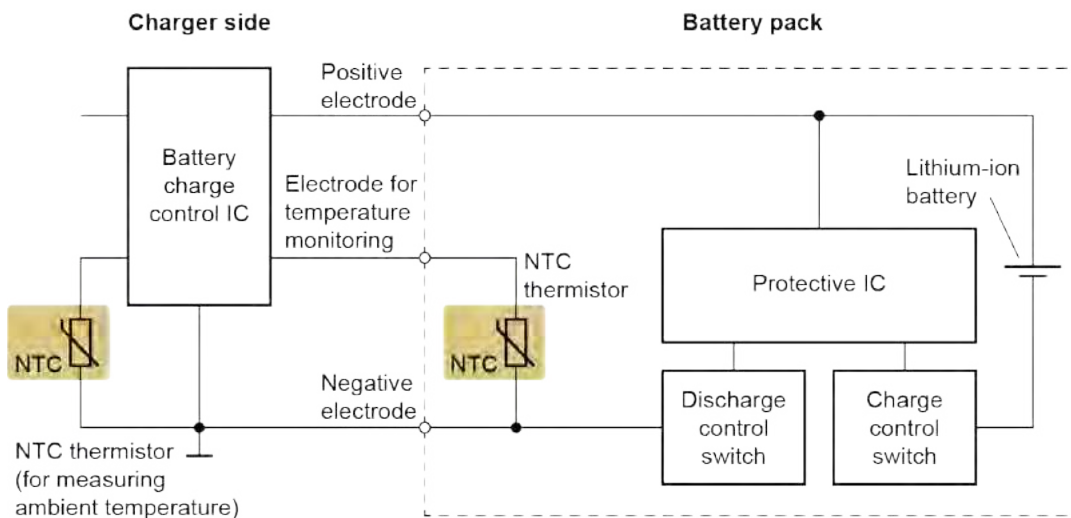 Charger side
Battery pack
Positive
electrode
Battery
charge
control IC
Electrode for
temperature
monitoring
Lithium-ion
battery
NTC
thermistor
Protective IC
NTC
NTC
Negative
electrode
Discharge
control
switch
Charge
control
switch
NTC thermistor
(for measuring
ambient temperature)